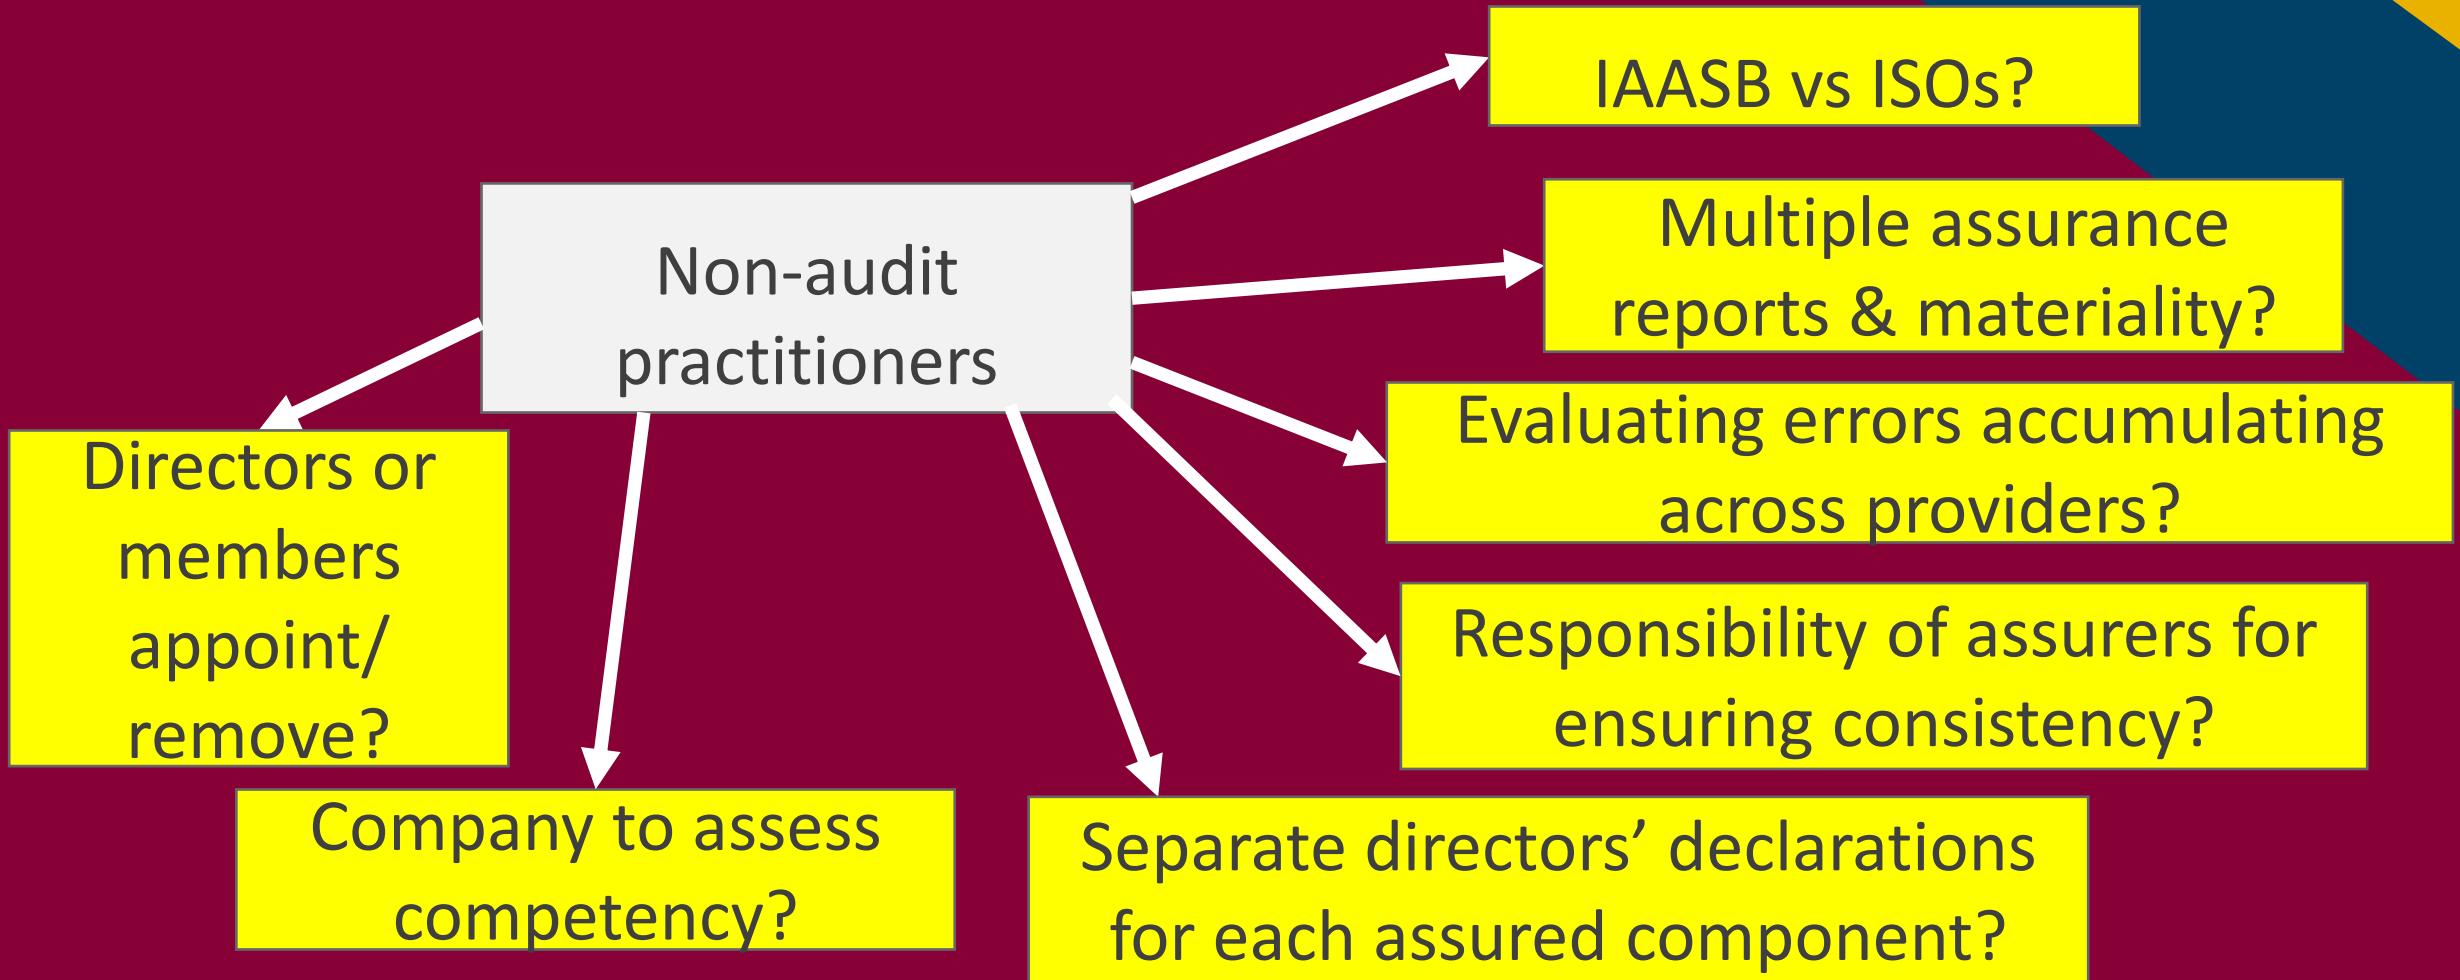 IAASB vs ISOs?
Non-audit
practitioners
Multiple assurance
reports & materiality?
Evaluating errors accumulating
across providers?
Directors or
members
appoint/
remove?
Responsibility of assurers for
ensuring consistency?
Company to assess
competency?
Separate directors’ declarations
for each assured component?